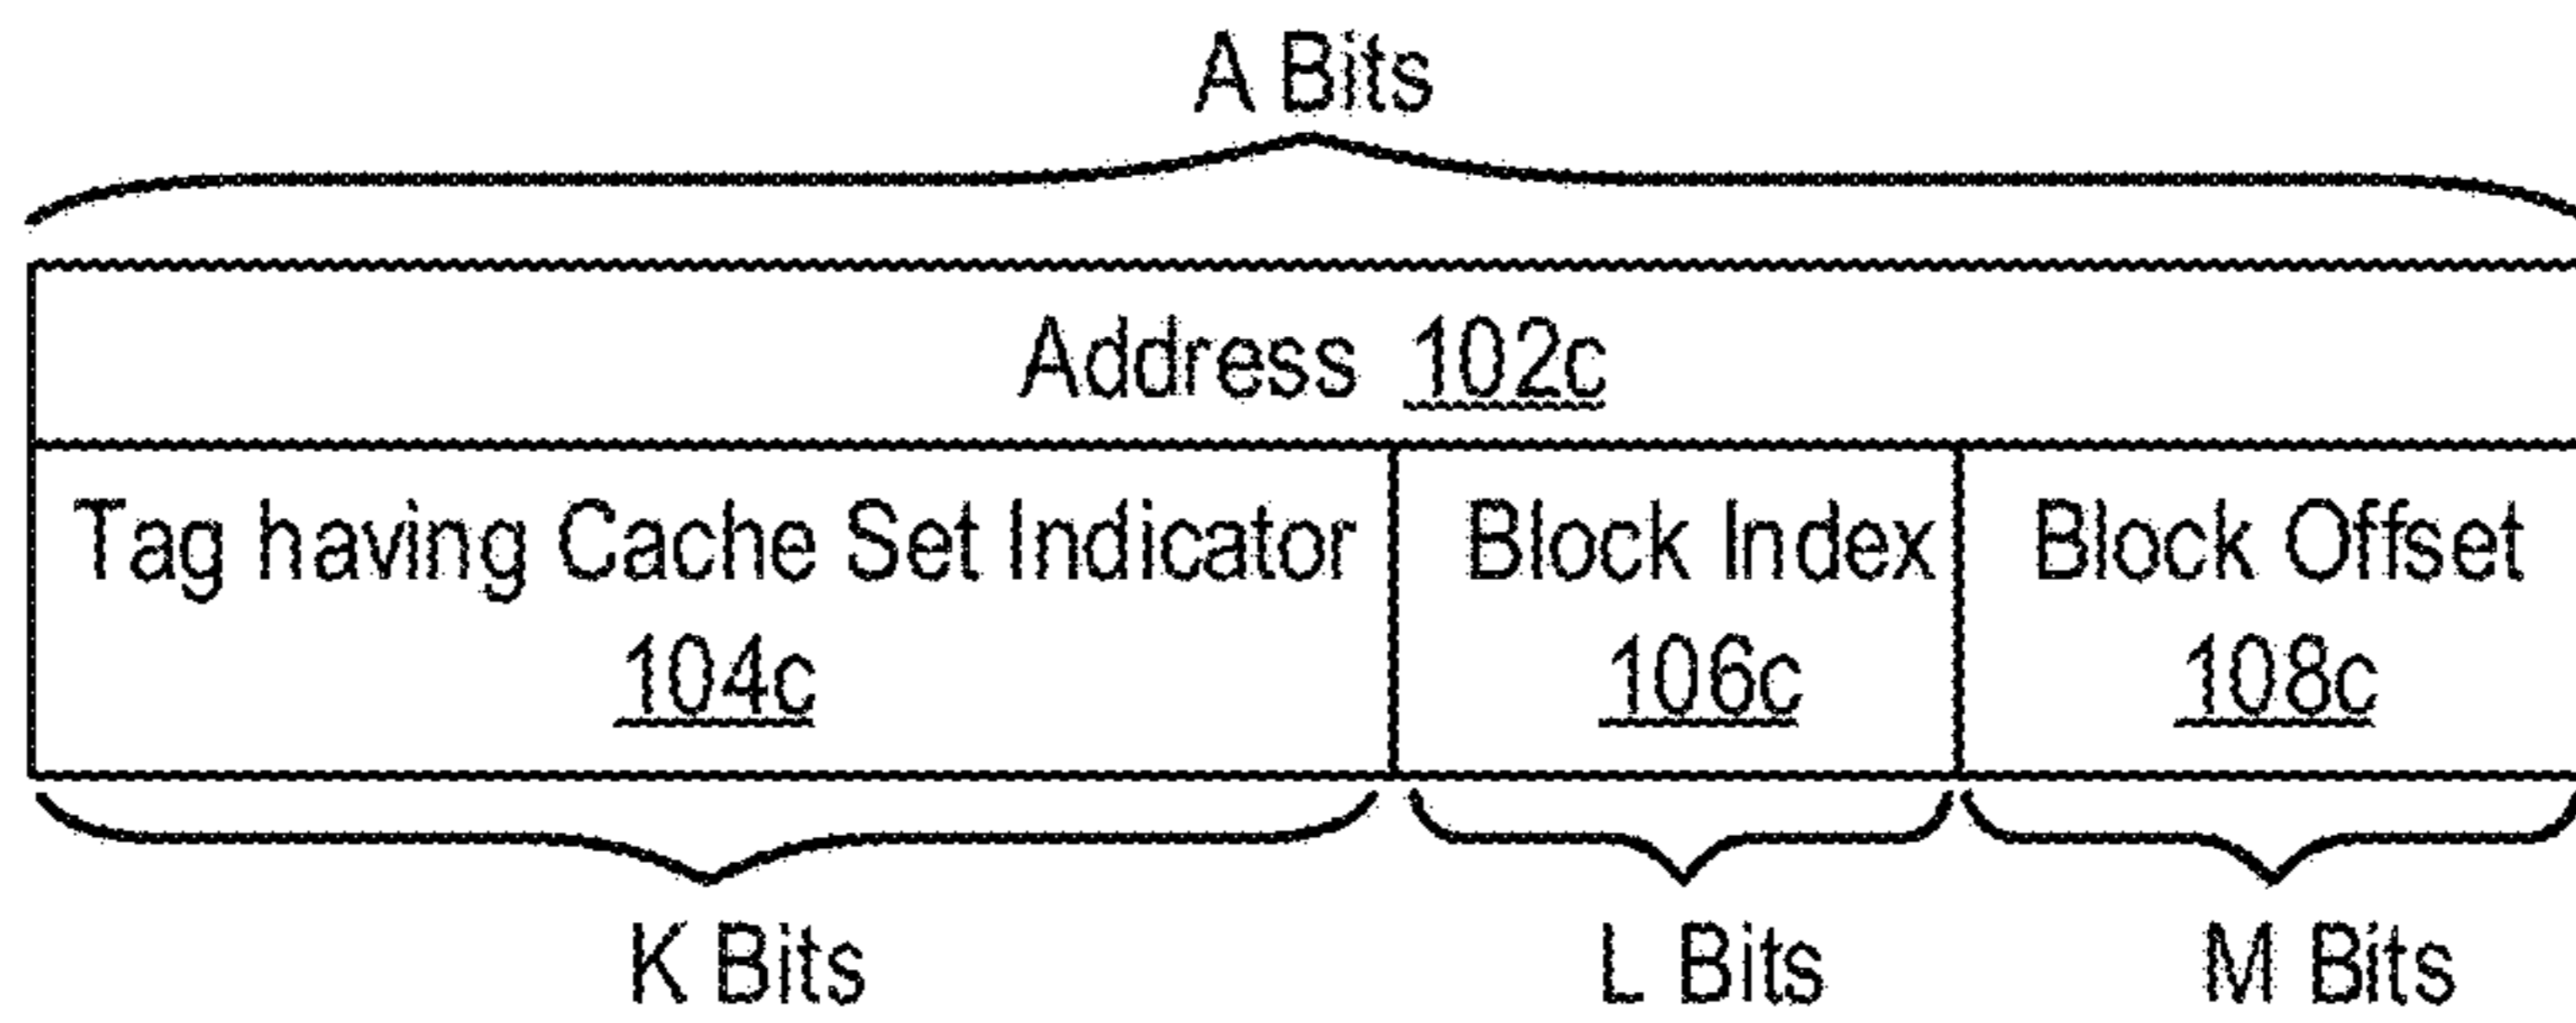 A Bits
Address 102c
Tag having Cache Set Indicator
104c
Block Index
106c
Block Offset
108c
K Bits
L Bits
M Bits